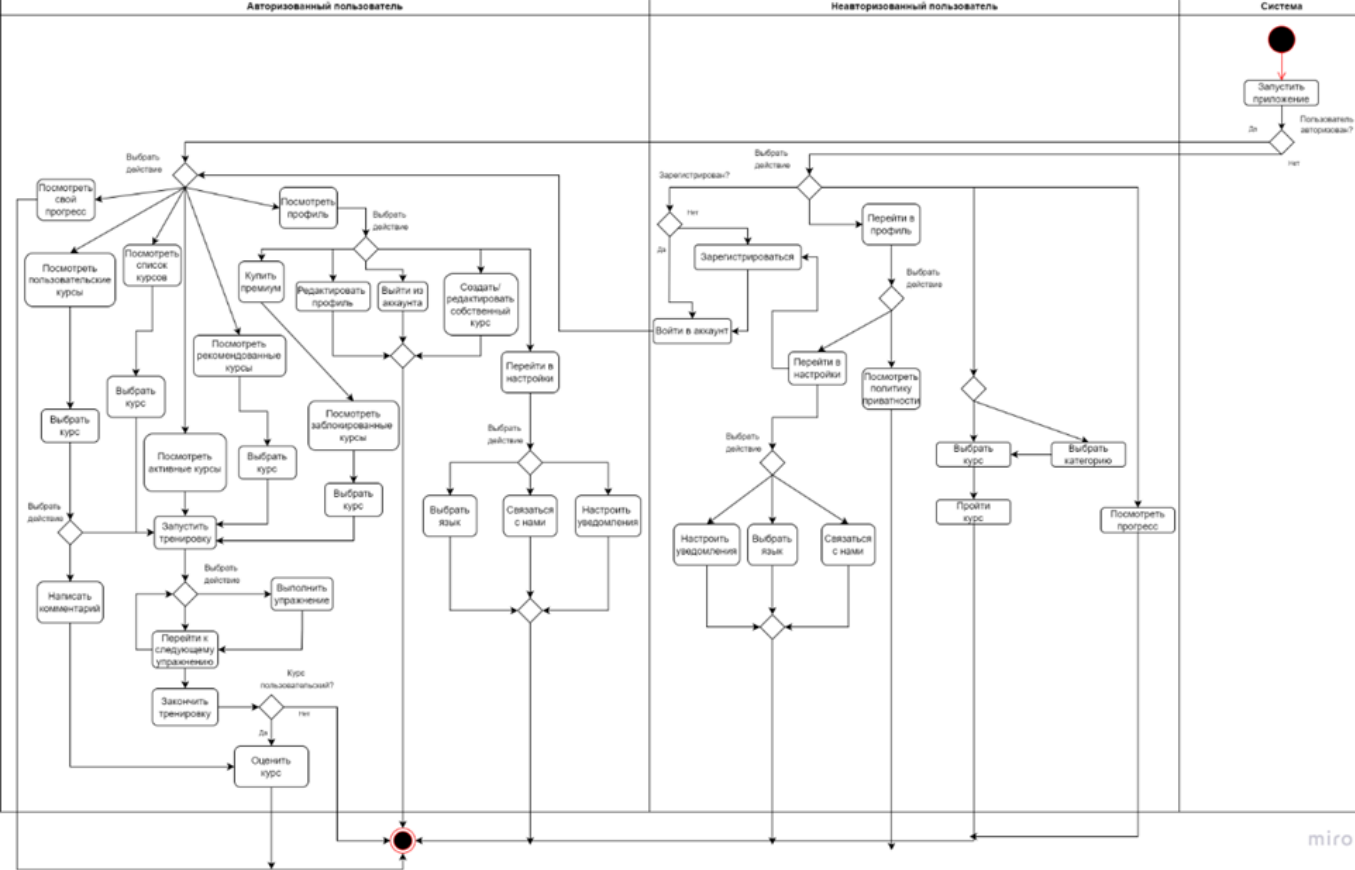 Авторизованный пользователь
Неавторизованный пользователь
Система
Запустить
приложение
Пользователь
авторизован?
Да
Нет
Выбрать
действие
Посмотреть
свой
прогресс
Посмотреть
пользовательские
курсы
Посмотреть
список
курсов
Посмотреть
профиль
Выбрать
действие
Купить
премиум
Редактировать
профиль
Выйти из
аккаунта
Создать/
редактировать
собственный
курс
Посмотреть
рекомендованные
курсы
Перейти в
настройки
Выбрать
курс
Выбрать
курс
Посмотреть
активные курсы
Выбрать
курс
Посмотреть
заблокированные
курсы
Выбрать
курс
Выбрать
действие
Выбрать
язык
Связаться
с нами
Настроить
уведомления
Выбрать
действие
Запустить
тренировку
Выбрать
действие
Выполнить
упражнение
Написать
комментарий
Перейти к
следующему
упражнению
Закончить
тренировку
Курс
пользовательский?
Нет
Да
Оценить
курс
Выбрать
действие
Зарегистрирован?
Нет
Да
Зарегистрироваться
Войти в аккаунт
Перейти в
профиль
Выбрать
действие
Перейти в
настройки
Посмотреть
политику
приватности
Выбрать
действие
Настроить
уведомления
Выбрать
язык
Связаться
с нами
Выбрать
курс
Выбрать
категорию
Пройти
курс
Посмотреть
прогресс
miro